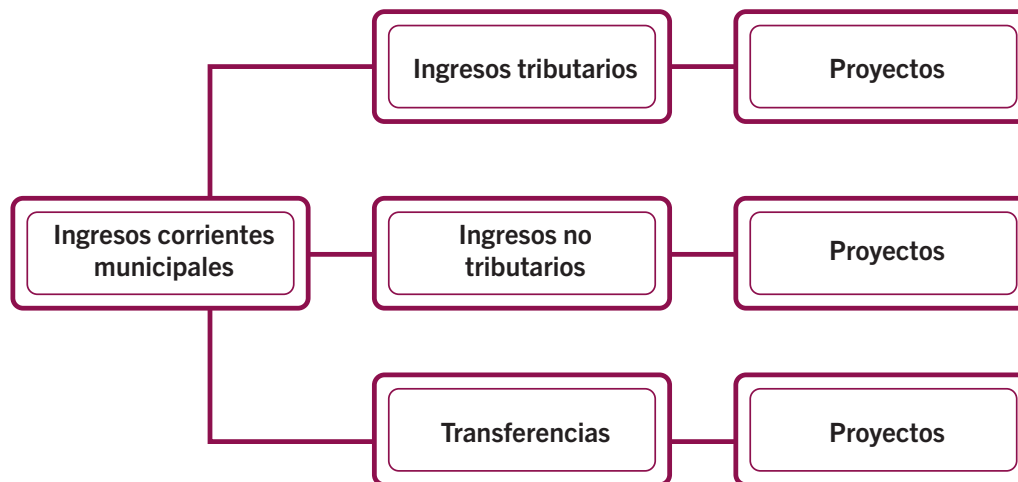 Ingresos tributarios
Proyectos
Ingresos corrientes
municipales
Ingresos no
tributarios
Proyectos
Transferencias
Proyectos